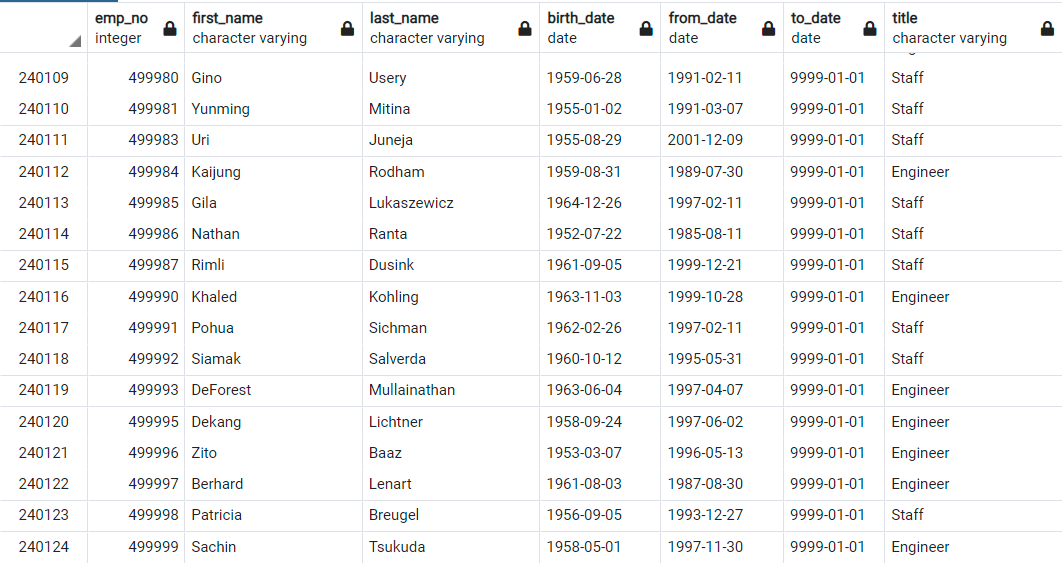 emp_no first_name last_name birth_date from_date to_date title
integer character varying character varying date date date character varying
240109 499980 Gino Usery 1959-06-28 1991-02-11 9999-01-01 Staff
240110 499981 Yunming Mitina 1955-01-02 1991-03-07 9999-01-01 Staff
240111 499983 Uri Juneja 1955-08-29 2001-12-09 9999-01-01 Staff
240112 499984 Kaijung Rodham 1959-08-31 1989-07-30 9999-01-01 Engineer
240113 499985 Gila Lukaszewicz 1964-12-26 1997-02-11 9999-01-01 Staff
240114 499986 Nathan Ranta 1952-07-22 1985-08-11 9999-01-01 Staff
240115 499987 Rimli Dusink 1961-09-05 1999-12-21 9999-01-01 Staff
240116 499990 Khaled Kohling 1963-11-03 1999-10-28 9999-01-01 Engineer
240117 499991 Pohua Sichman 1962-02-26 1997-02-11 9999-01-01 Staff
240118 499992 Siamak Salverda 1960-10-12 1995-05-31 9999-01-01 Staff
240119 499993 DeForest Mullainathan 1963-06-04 1997-04-07 9999-01-01 Engineer
240120 499995 Dekang Lichtner 1958-09-24 1997-06-02 9999-01-01 Engineer
240121 499996 Zito Baaz 1953-03-07 1996-05-13 9999-01-01 Engineer
240122 499997 Berhard Lenart 1961-08-03 1987-08-30 9999-01-01 Engineer
240123 499998 Patricia Breugel 1956-09-05 1993-12-27 9999-01-01 Staff
240124 499999 Sachin Tsukuda 1958-05-01 1997-11-30 9999-01-01 Engineer